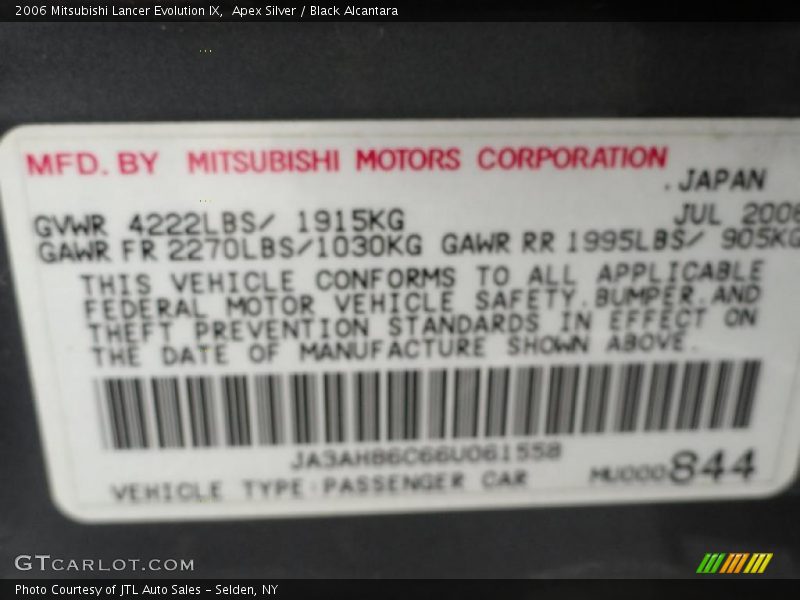 2006 Mitsubishi Lancer Evolution IX,  Apex Silver / Black Alcantara
MFD. BY  MITSUBISHI MOTORS CORPORATION
.JAPAN
GVWR 4222LBS/ 1915KG JUL 2006
GAWR FR 2270LBS/1030KG GAWR RR 1995LBS/ 905KG
THIS VEHICLE CONFORMS TO ALL APPLICABLE
FEDERAL MOTOR VEHICLE SAFETY,BUMPER,AND
THEFT PREVENTION STANDARDS IN EFFECT ON
THE DATE OF MANUFACTURE SHOWN ABOVE.
JA3AH86C66U061558
VEHICLE TYPE:PASSENGER CAR MU000844
GTCARLOT.COM
Photo Courtesy of JTL Auto Sales - Selden, NY